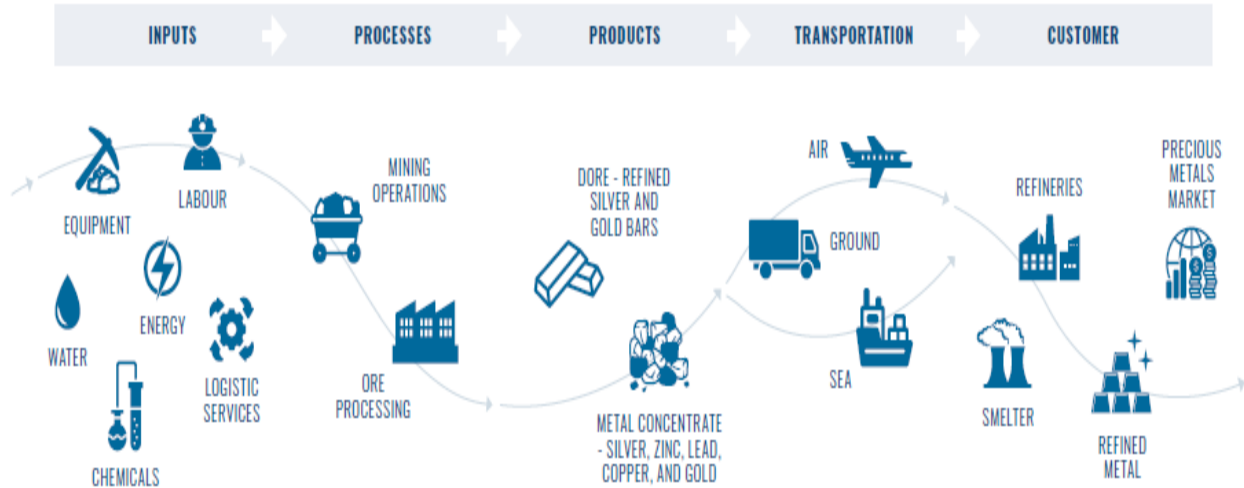 INPUTS
PROCESSES
PRODUCTS
TRANSPORTATION
CUSTOMER
EQUIPMENT
LABOUR
WATER
ENERGY
LOGISTIC
SERVICES
CHEMICALS
MINING
OPERATIONS
ORE
PROCESSING
DORE - REFINED
SILVER AND
GOLD BARS
METAL CONCENTRATE
- SILVER, ZINC, LEAD,
COPPER, AND GOLD
AIR
GROUND
SEA
REFINERIES
SMELTER
REFINED
METAL
PRECIOUS
METALS
MARKET